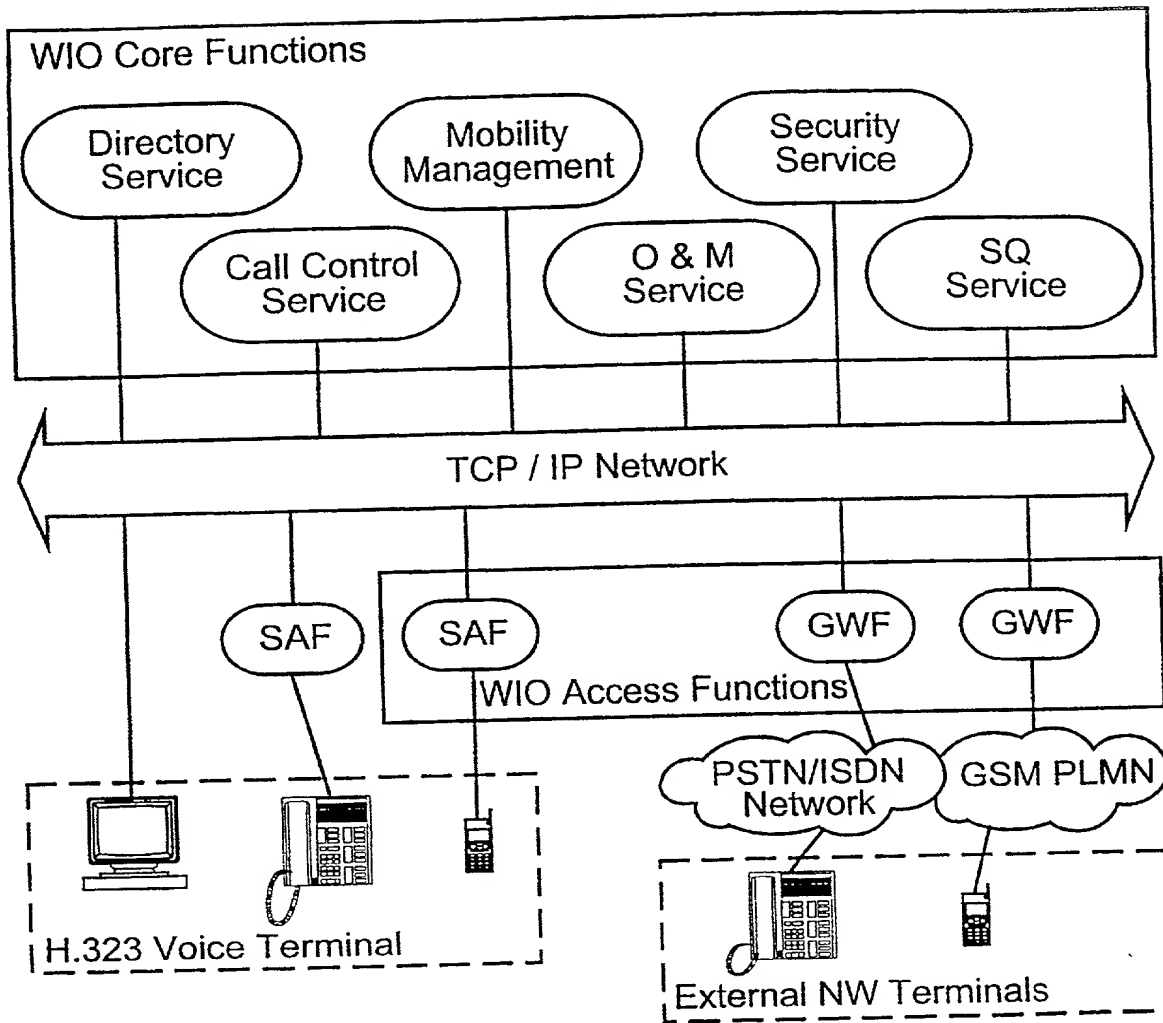 WIO Core Functions
Directory
Service
Mobility
Management
Security
Service
Call Control
Service
O & M
Service
SQ
Service
TCP / IP Network
SAF
SAF
GWF
GWF
WIO Access Functions
PSTN/ISDN
Network
GSM PLMN
H.323 Voice Terminal
External NW Terminals